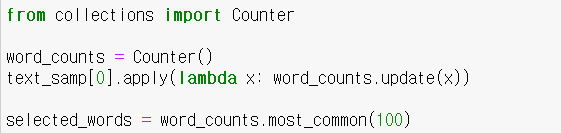 from collections import Counter
word_counts = Counter()
text_samp[0].apply(lambda x: word_counts.update(x))
selected_words = word_counts.most_common(100)